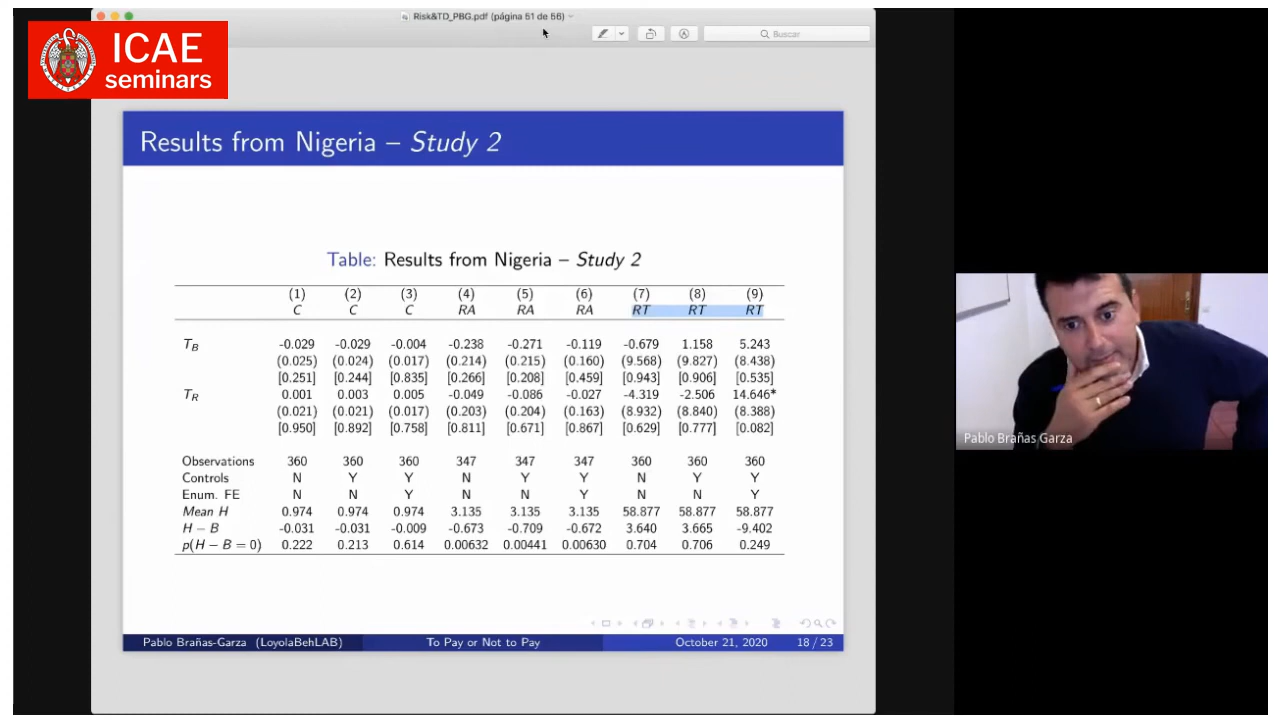 Risk&TD_PBG.pdf (página 51 de 56)
Buscar
ICAE
seminars
Results from Nigeria – Study 2
Table: Results from Nigeria – Study 2
(1) (2) (3) (4) (5) (6) (7) (8) (9)
C C C RA RA RA RT RT RT
T_B -0.029 -0.029 -0.004 -0.238 -0.271 -0.119 -0.679 1.158 5.243
(0.025) (0.024) (0.017) (0.214) (0.215) (0.160) (9.568) (9.827) (8.438)
[0.251] [0.244] [0.835] [0.266] [0.208] [0.459] [0.943] [0.906] [0.535]
T_R 0.001 0.003 0.005 -0.049 -0.086 -0.027 -4.319 -2.506 14.646*
(0.021) (0.021) (0.017) (0.203) (0.204) (0.163) (8.932) (8.840) (8.388)
[0.950] [0.892] [0.758] [0.811] [0.671] [0.867] [0.629] [0.777] [0.082]
Observations 360 360 360 347 347 347 360 360 360
Controls N Y Y N Y Y N Y Y
Enum. FE N N Y N N Y N N Y
Mean H 0.974 0.974 0.974 3.135 3.135 3.135 58.877 58.877 58.877
H − B -0.031 -0.031 -0.009 -0.673 -0.709 -0.672 3.640 3.665 -9.402
p(H − B = 0) 0.222 0.213 0.614 0.00632 0.00441 0.00630 0.704 0.706 0.249
Pablo Brañas-Garza (LoyolaBehLAB) To Pay or Not to Pay October 21, 2020 18 / 23
Pablo Brañas Garza